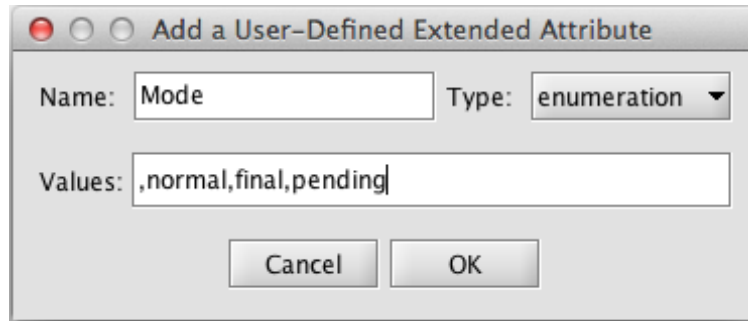 Add a User-Defined Extended Attribute
Name: Mode Type: enumeration
Values: ,normal,final,pending
Cancel OK